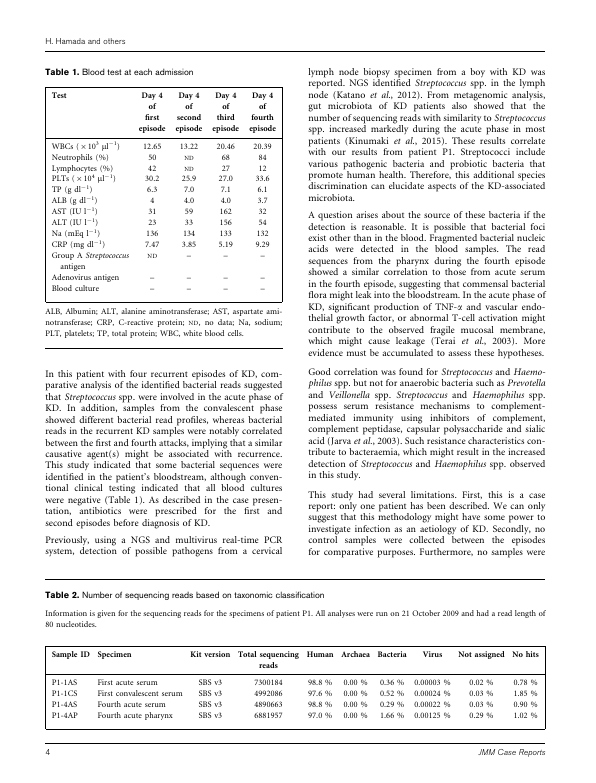 H. Hamada and others
Table 1. Blood test at each admission
Test Day 4 Day 4 Day 4 Day 4
of of of of
first second third fourth
episode episode episode episode
WBCs (×10³ μl⁻¹) 12.65 13.22 20.46 20.39
Neutrophils (%) 50 ND 68 84
Lymphocytes (%) 42 ND 27 12
PLTs (×10⁴ μl⁻¹) 30.2 25.9 27.0 33.6
TP (g dl⁻¹) 6.3 7.0 7.1 6.1
ALB (g dl⁻¹) 4 4.0 4.0 3.7
AST (IU l⁻¹) 31 59 162 32
ALT (IU l⁻¹) 23 33 156 54
Na (mEq l⁻¹) 136 134 133 132
CRP (mg dl⁻¹) 7.47 3.85 5.19 9.29
Group A Streptococcus ND – – –
antigen
Adenovirus antigen – – – –
Blood culture – – – –
ALB, Albumin; ALT, alanine aminotransferase; AST, aspartate ami-
notransferase; CRP, C-reactive protein; ND, no data; Na, sodium;
PLT, platelets; TP, total protein; WBC, white blood cells.
In this patient with four recurrent episodes of KD, com-
parative analysis of the identified bacterial reads suggested
that Streptococcus spp. were involved in the acute phase of
KD. In addition, samples from the convalescent phase
showed different bacterial read profiles, whereas bacterial
reads in the recurrent KD samples were notably correlated
between the first and fourth attacks, implying that a similar
causative agent(s) might be associated with recurrence.
This study indicated that some bacterial sequences were
identified in the patient's bloodstream, although conven-
tional clinical testing indicated that all blood cultures
were negative (Table 1). As described in the case presen-
tation, antibiotics were prescribed for the first and
second episodes before diagnosis of KD.
Previously, using a NGS and multivirus real-time PCR
system, detection of possible pathogens from a cervical
lymph node biopsy specimen from a boy with KD was
reported. NGS identified Streptococcus spp. in the lymph
node (Katano et al., 2012). From metagenomic analysis,
gut microbiota of KD patients also showed that the
number of sequencing reads with similarity to Streptococcus
spp. increased markedly during the acute phase in most
patients (Kinumaki et al., 2015). These results correlate
with our results from patient P1. Streptococci include
various pathogenic bacteria and probiotic bacteria that
promote human health. Therefore, this additional species
discrimination can elucidate aspects of the KD-associated
microbiota.
A question arises about the source of these bacteria if the
detection is reasonable. It is possible that bacterial foci
exist other than in the blood. Fragmented bacterial nucleic
acids were detected in the blood samples. The read
sequences from the pharynx during the fourth episode
showed a similar correlation to those from acute serum
in the fourth episode, suggesting that commensal bacterial
flora might leak into the bloodstream. In the acute phase of
KD, significant production of TNF-α and vascular endo-
thelial growth factor, or abnormal T-cell activation might
contribute to the observed fragile mucosal membrane,
which might cause leakage (Terai et al., 2003). More
evidence must be accumulated to assess these hypotheses.
Good correlation was found for Streptococcus and Haemo-
philus spp. but not for anaerobic bacteria such as Prevotella
and Veillonella spp. Streptococcus and Haemophilus spp.
possess serum resistance mechanisms to complement-
mediated immunity using inhibitors of complement,
complement peptidase, capsular polysaccharide and sialic
acid (Jarva et al., 2003). Such resistance characteristics con-
tribute to bacteraemia, which might result in the increased
detection of Streptococcus and Haemophilus spp. observed
in this study.
This study had several limitations. First, this is a case
report: only one patient has been described. We can only
suggest that this methodology might have some power to
investigate infection as an aetiology of KD. Secondly, no
control samples were collected between the episodes
for comparative purposes. Furthermore, no samples were
Table 2. Number of sequencing reads based on taxonomic classification
Information is given for the sequencing reads for the specimens of patient P1. All analyses were run on 21 October 2009 and had a read length of
80 nucleotides.
Sample ID Specimen Kit version Total sequencing Human Archaea Bacteria Virus Not assigned No hits
reads
P1-1AS First acute serum SBS v3 7300184 98.8 % 0.00 % 0.36 % 0.00003 % 0.02 % 0.78 %
P1-1CS First convalescent serum SBS v3 4992086 97.6 % 0.00 % 0.52 % 0.00024 % 0.03 % 1.85 %
P1-4AS Fourth acute serum SBS v3 4890663 98.8 % 0.00 % 0.29 % 0.00022 % 0.03 % 0.90 %
P1-4AP Fourth acute pharynx SBS v3 6881957 97.0 % 0.00 % 1.66 % 0.00125 % 0.29 % 1.02 %
4 JMM Case Reports